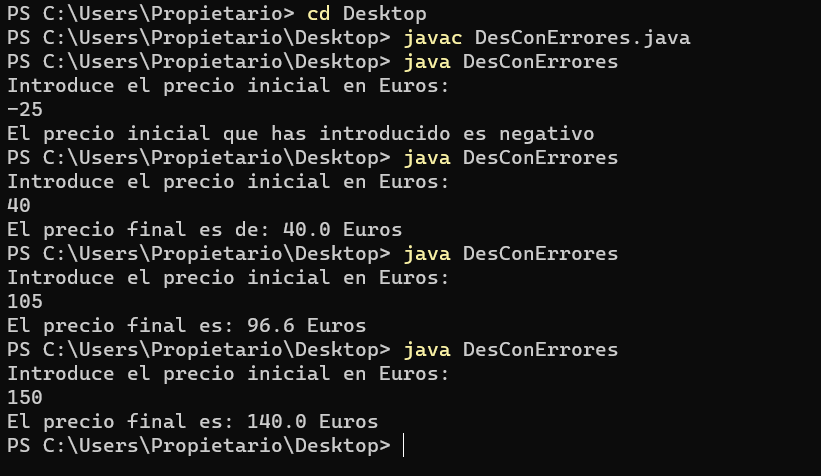 PS C:\Users\Propietario> cd Desktop
PS C:\Users\Propietario\Desktop> javac DesConErrores.java
PS C:\Users\Propietario\Desktop> java DesConErrores
Introduce el precio inicial en Euros:
-25
El precio inicial que has introducido es negativo
PS C:\Users\Propietario\Desktop> java DesConErrores
Introduce el precio inicial en Euros:
40
El precio final es de: 40.0 Euros
PS C:\Users\Propietario\Desktop> java DesConErrores
Introduce el precio inicial en Euros:
105
El precio final es: 96.6 Euros
PS C:\Users\Propietario\Desktop> java DesConErrores
Introduce el precio inicial en Euros:
150
El precio final es: 140.0 Euros
PS C:\Users\Propietario\Desktop>